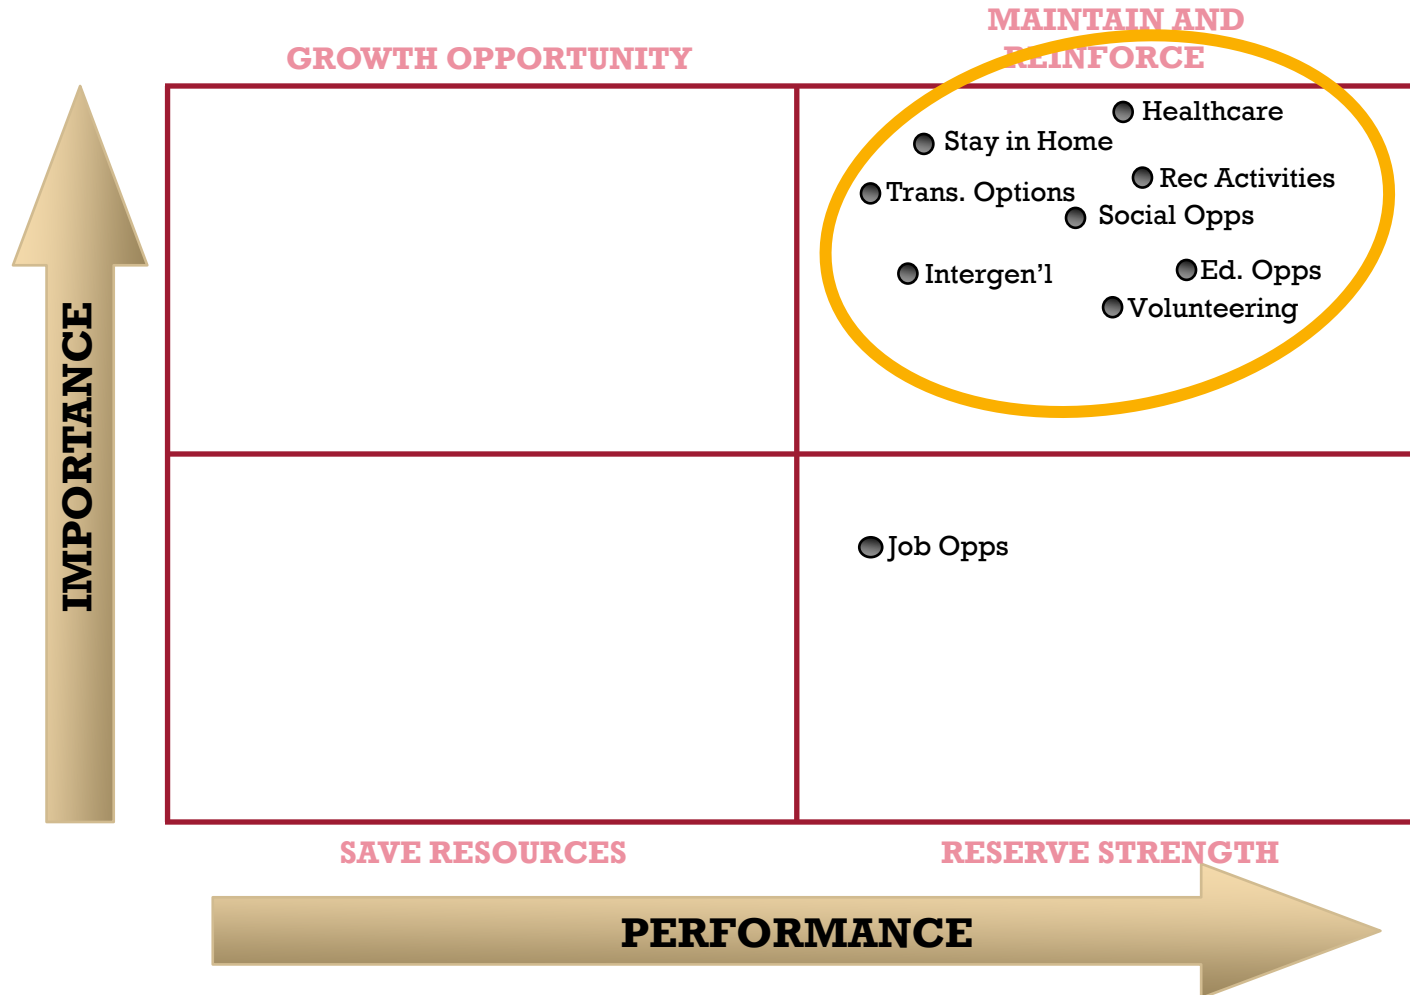 MAINTAIN AND
GROWTH OPPORTUNITY
REINFORCE
Healthcare
Stay in Home
Rec Activities
Trans. Options
Social Opps
Ed. Opps
Intergen’l
Volunteering
IMPORTANCE
Job Opps
SAVE RESOURCES
RESERVE STRENGTH
PERFORMANCE